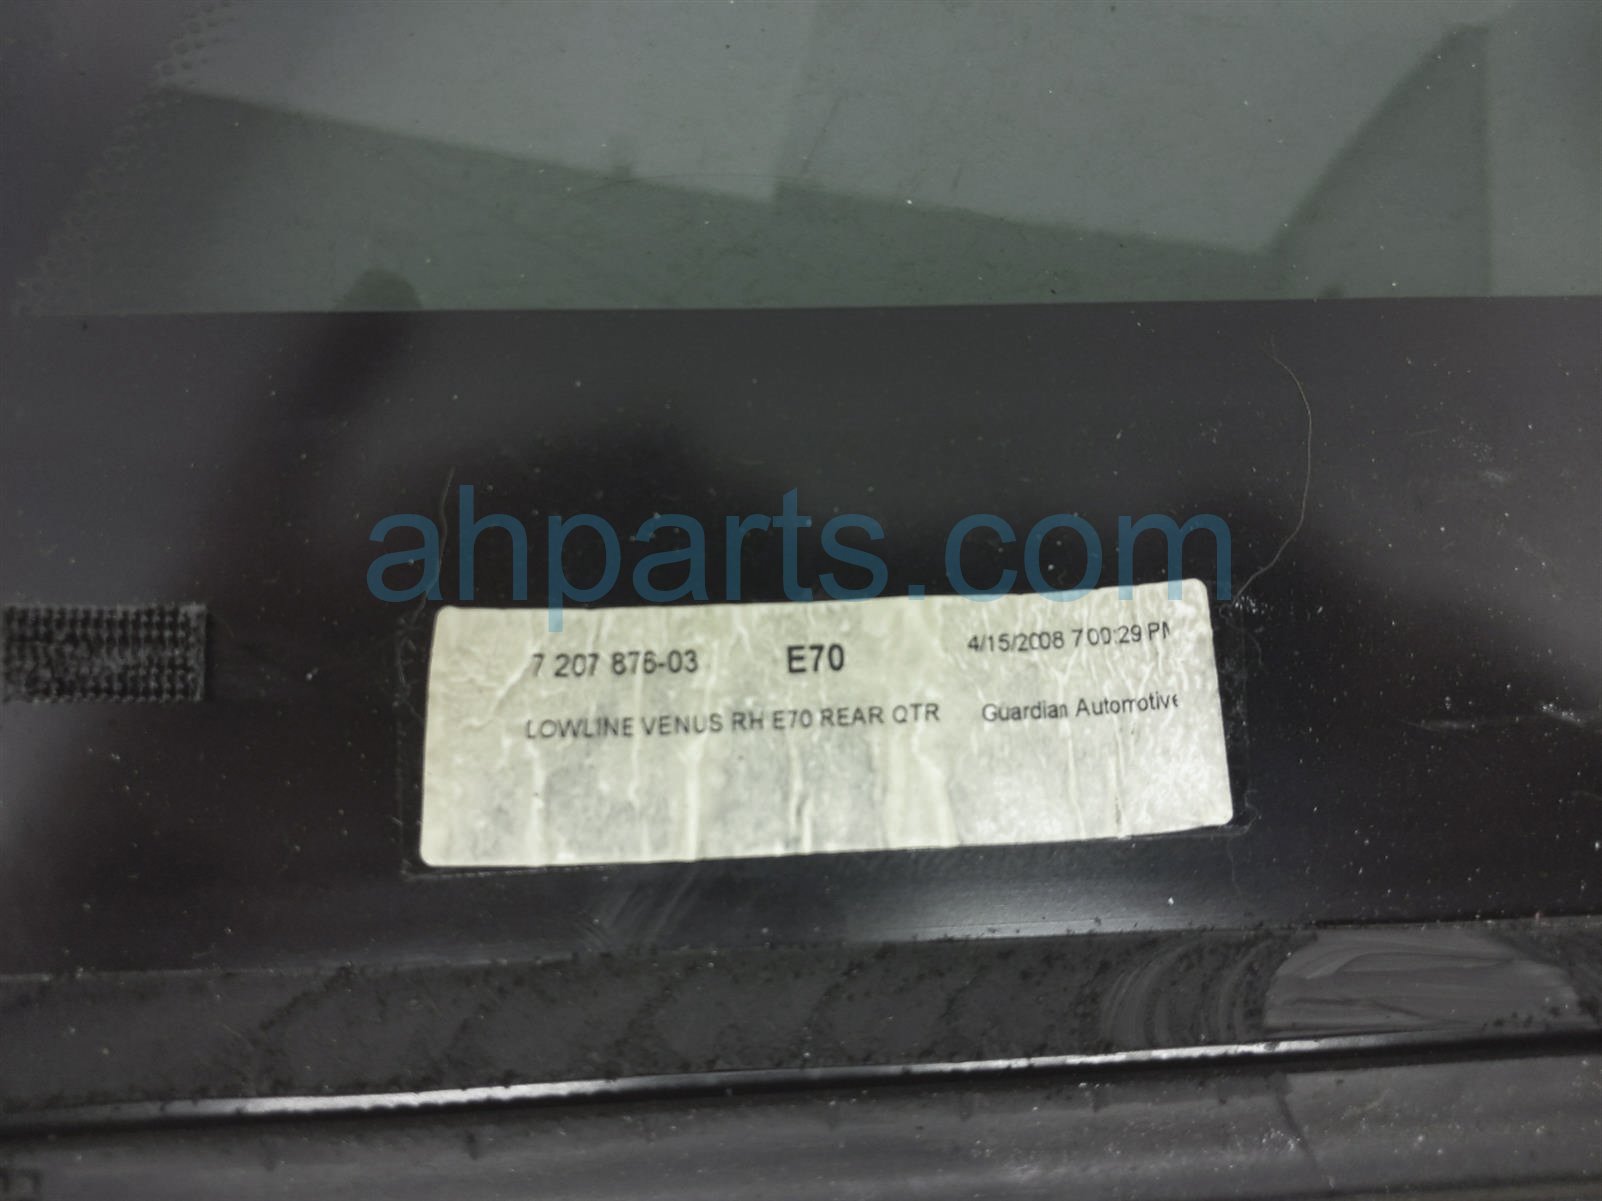 ahparts.com
7 207 876-03 E70 4/15/2008 7:00:29 PM
LOWLINE VENUS RH E70 REAR QTR Guardian Automotive